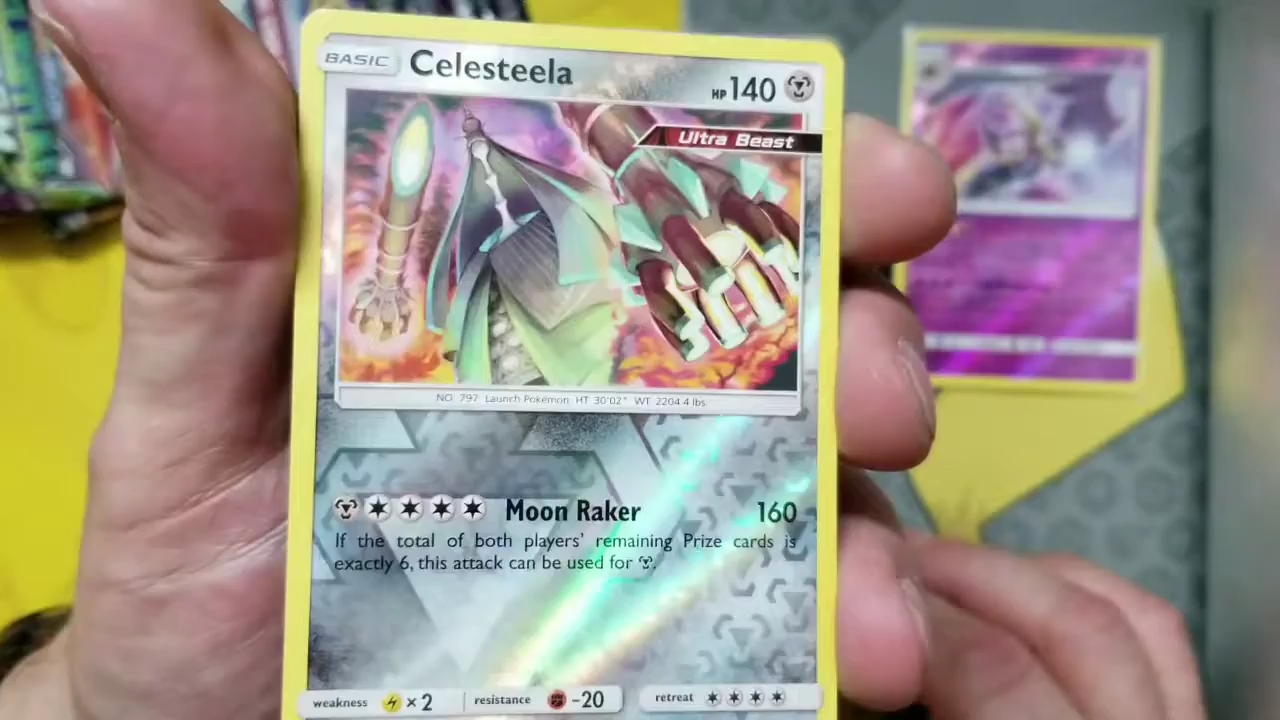 BASIC Celesteela HP 140
Ultra Beast
NO. 797 Launch Pokémon HT 30'02" WT 2204.4 lbs.
Moon Raker 160
If the total of both players' remaining Prize cards is
exactly 6, this attack can be used for .
weakness ×2 resistance -20 retreat